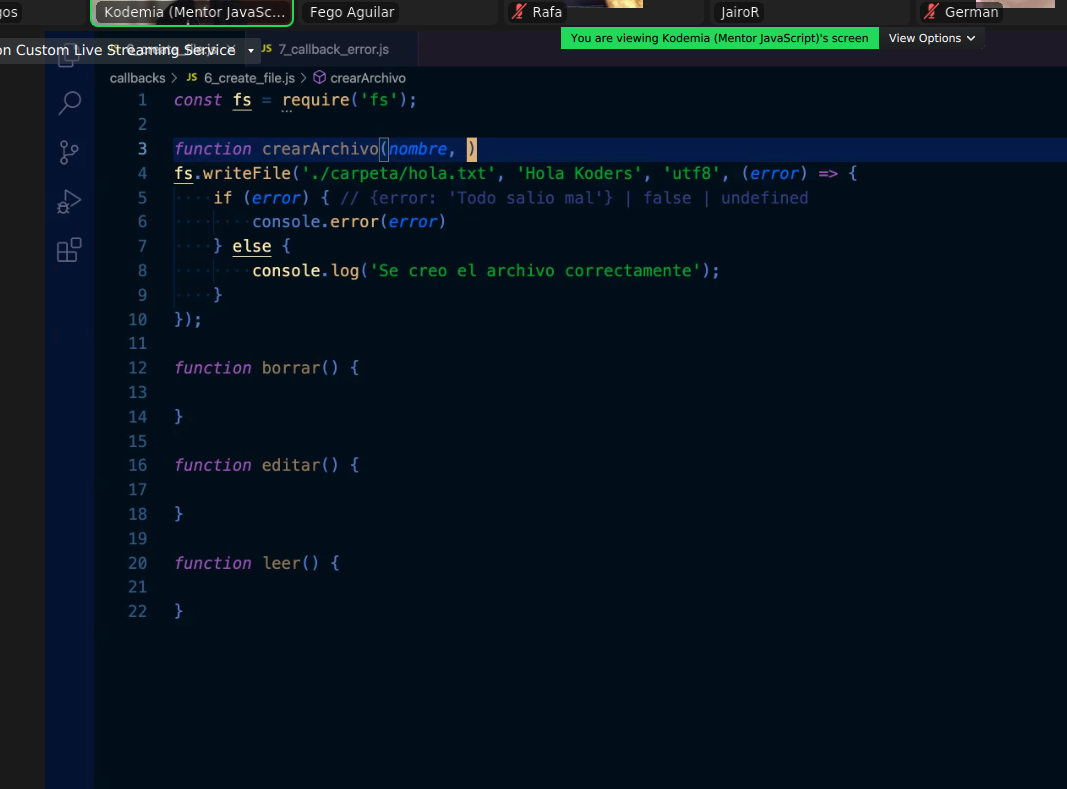 gos
Kodemia (Mentor JavaSc...
Fego Aguilar
Rafa
JairoR
German
You are viewing Kodemia (Mentor JavaScript)'s screen
View Options
on Custom Live Streaming Service
JS 7_callback_error.js
callbacks > JS 6_create_file.js > crearArchivo
1 const fs = require('fs');
2
3 function crearArchivo(nombre, )
4 fs.writeFile('./carpeta/hola.txt', 'Hola Koders', 'utf8', (error) => {
5 if (error) { // {error: 'Todo salio mal'} | false | undefined
6 console.error(error)
7 } else {
8 console.log('Se creo el archivo correctamente');
9 }
10 });
11
12 function borrar() {
13
14 }
15
16 function editar() {
17
18 }
19
20 function leer() {
21
22 }